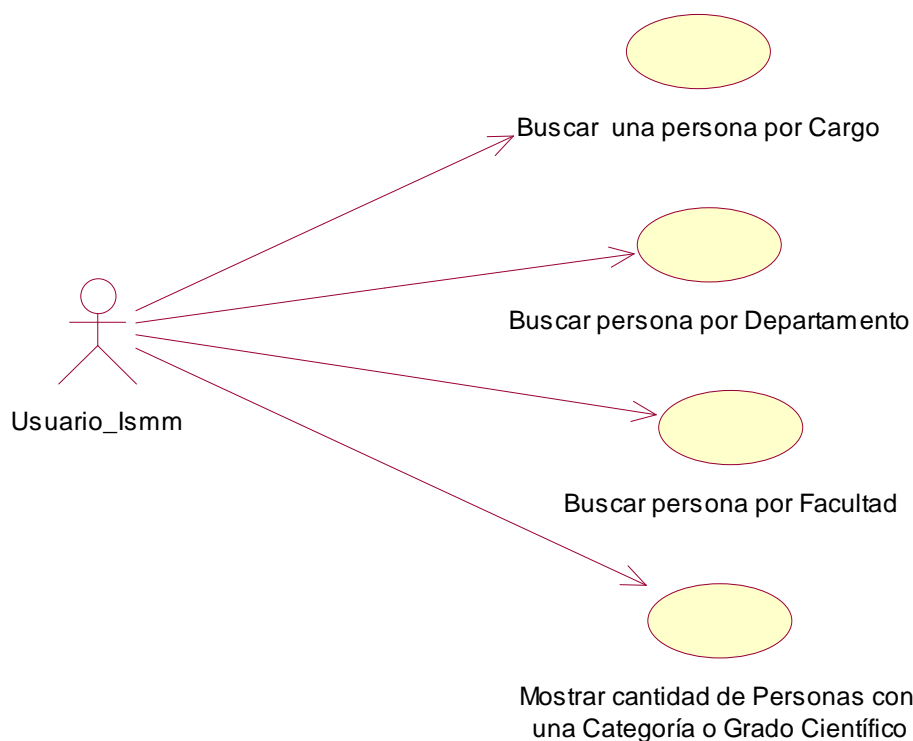 Buscar una persona por Cargo
Buscar persona por Departamento
Usuario_Ismm
Buscar persona por Facultad
Mostrar cantidad de Personas con
una Categoría o Grado Científico